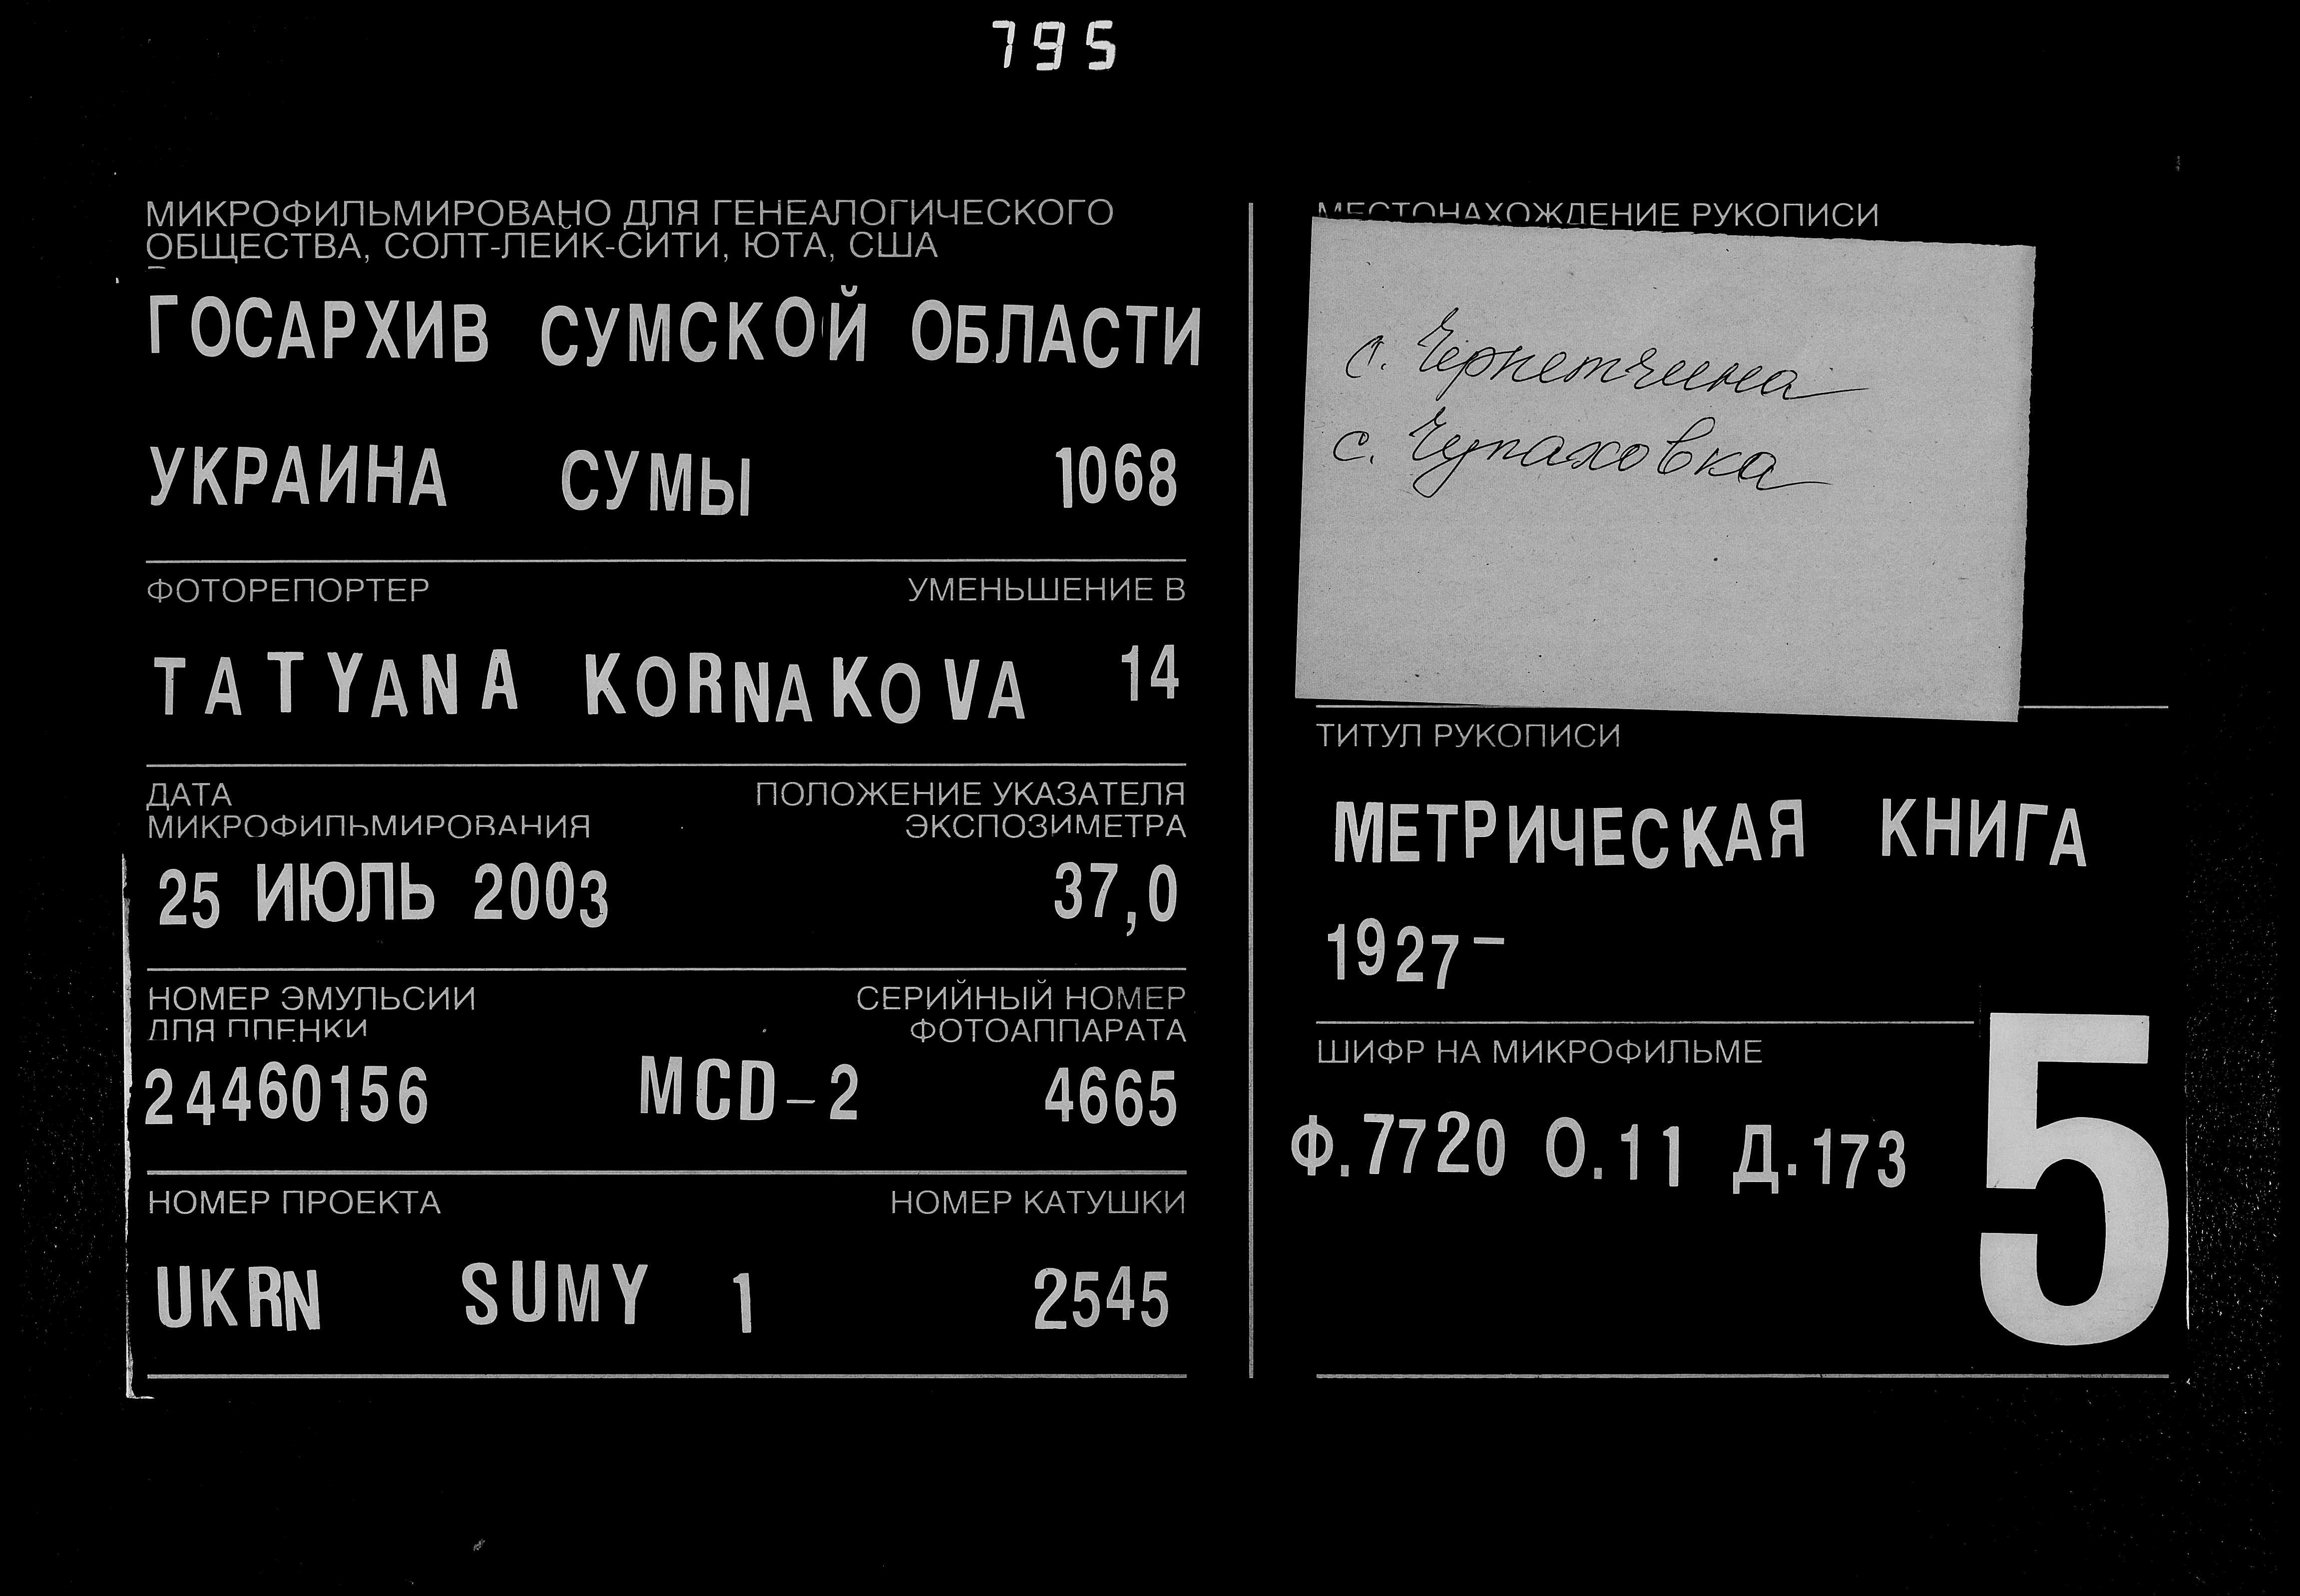 795
МИКРОФИЛЬМИРОВАНО ДЛЯ ГЕНЕАЛОГИЧЕСКОГО
ОБЩЕСТВА, СОЛТ-ЛЕЙК-СИТИ, ЮТА, США
ГОСАРХИВ СУМСКОЙ ОБЛАСТИ
УКРАИНА СУМЫ 1068
ФОТОРЕПОРТЕР УМЕНЬШЕНИЕ В
TATYANA KORNAKOVA 14
ДАТА ПОЛОЖЕНИЕ УКАЗАТЕЛЯ
МИКРОФИЛЬМИРОВАНИЯ ЭКСПОЗИМЕТРА
25 ИЮЛЬ 2003 37,0
НОМЕР ЭМУЛЬСИИ СЕРИЙНЫЙ НОМЕР
ДЛЯ ПЛЕНКИ ФОТОАППАРАТА
24460156 MCD-2 4665
НОМЕР ПРОЕКТА НОМЕР КАТУШКИ
UKRN SUMY 1 2545
МЕСТОНАХОЖДЕНИЕ РУКОПИСИ
с. Чернетчина
с. Чупаховка
ТИТУЛ РУКОПИСИ
МЕТРИЧЕСКАЯ КНИГА
1927-
ШИФР НА МИКРОФИЛЬМЕ
Ф.7720 О.11 Д.173
5